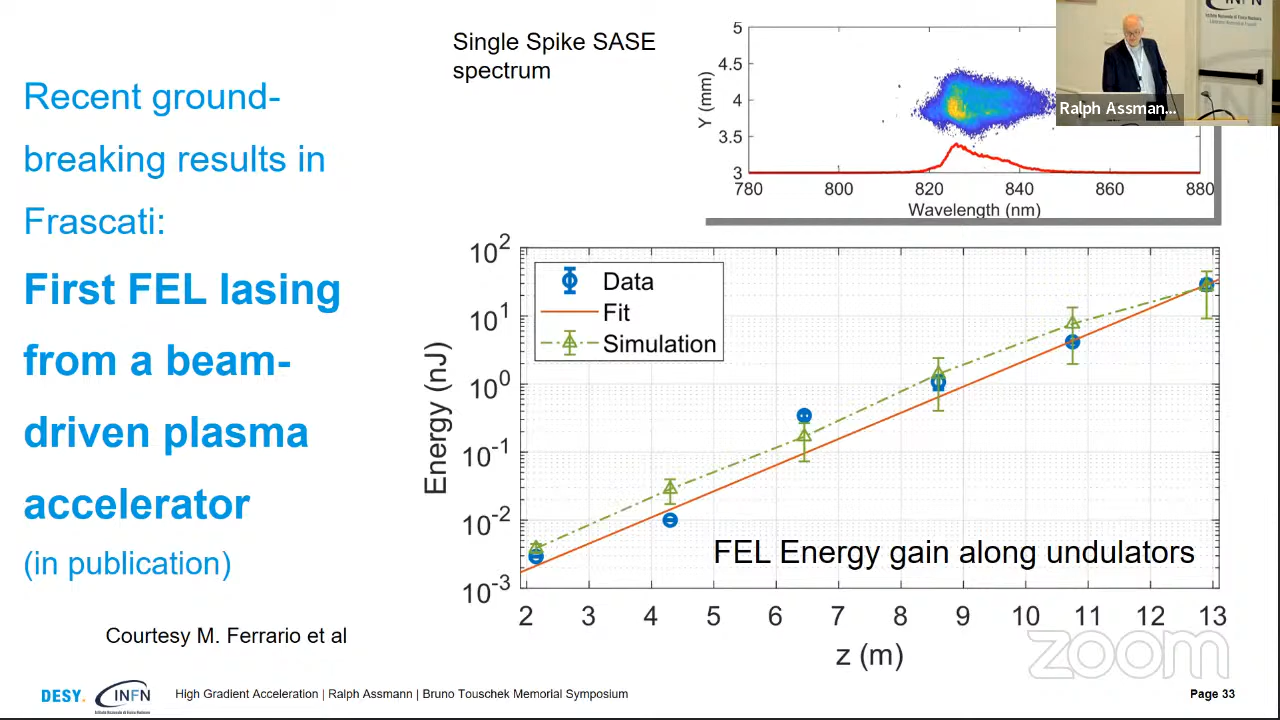 Recent ground-
breaking results in
Frascati:
First FEL lasing
from a beam-
driven plasma
accelerator
(in publication)
Courtesy M. Ferrario et al
Single Spike SASE
spectrum
Y (mm)
5
4.5
4
3.5
3
780 800 820 840 860 880
Wavelength (nm)
INFN
Ralph Assman...
Energy (nJ)
10²
10¹
10⁰
10⁻¹
10⁻²
10⁻³
Data
Fit
Simulation
FEL Energy gain along undulators
2 3 4 5 6 7 8 9 10 11 12 13
z (m)
zoom
DESY. INFN High Gradient Acceleration | Ralph Assmann | Bruno Touschek Memorial Symposium Page 33